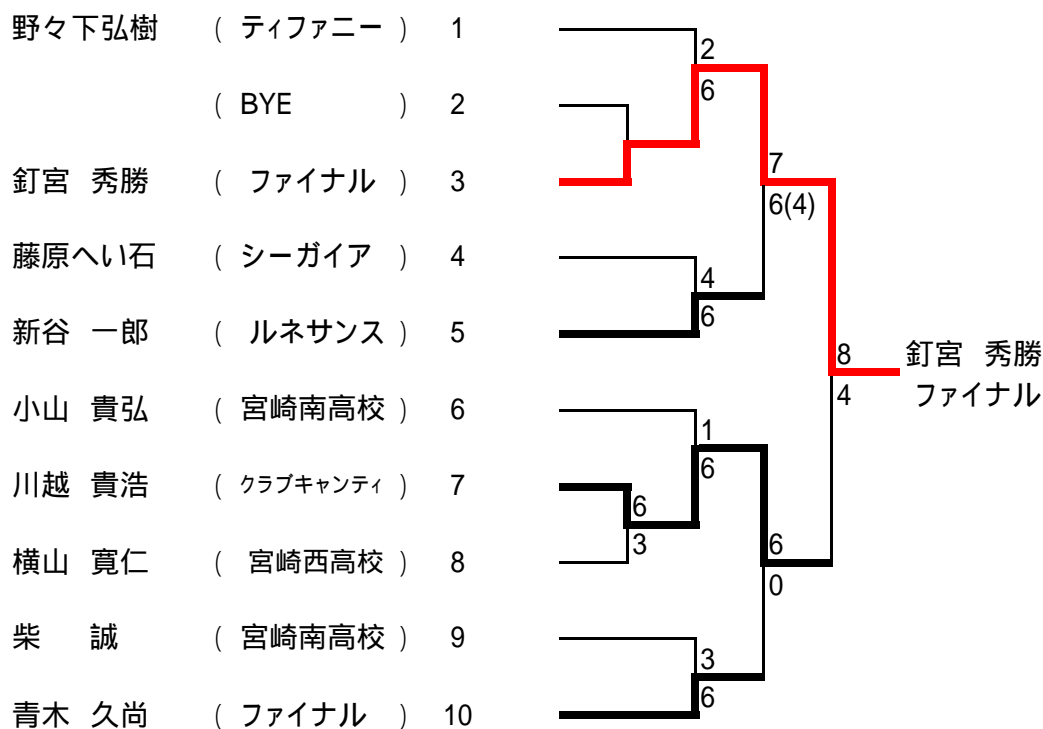 野々下弘樹 ( ティファニー ) 1
( BYE ) 2
釘宮 秀勝 ( ファイナル ) 3
藤原へい石 ( シーガイア ) 4
新谷 一郎 ( ルネサンス ) 5
小山 貴弘 ( 宮崎南高校 ) 6
川越 貴浩 ( クラブキャンティ ) 7
横山 寛仁 ( 宮崎西高校 ) 8
柴 誠 ( 宮崎南高校 ) 9
青木 久尚 ( ファイナル ) 10
6
3
2
6
4
6
1
6
3
6
7
6(4)
6
0
8
4
釘宮 秀勝
ファイナル